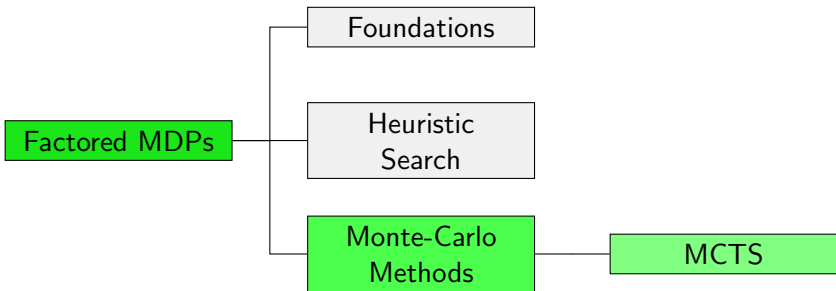 Foundations
Factored MDPs
Heuristic
Search
Monte-Carlo
Methods
MCTS